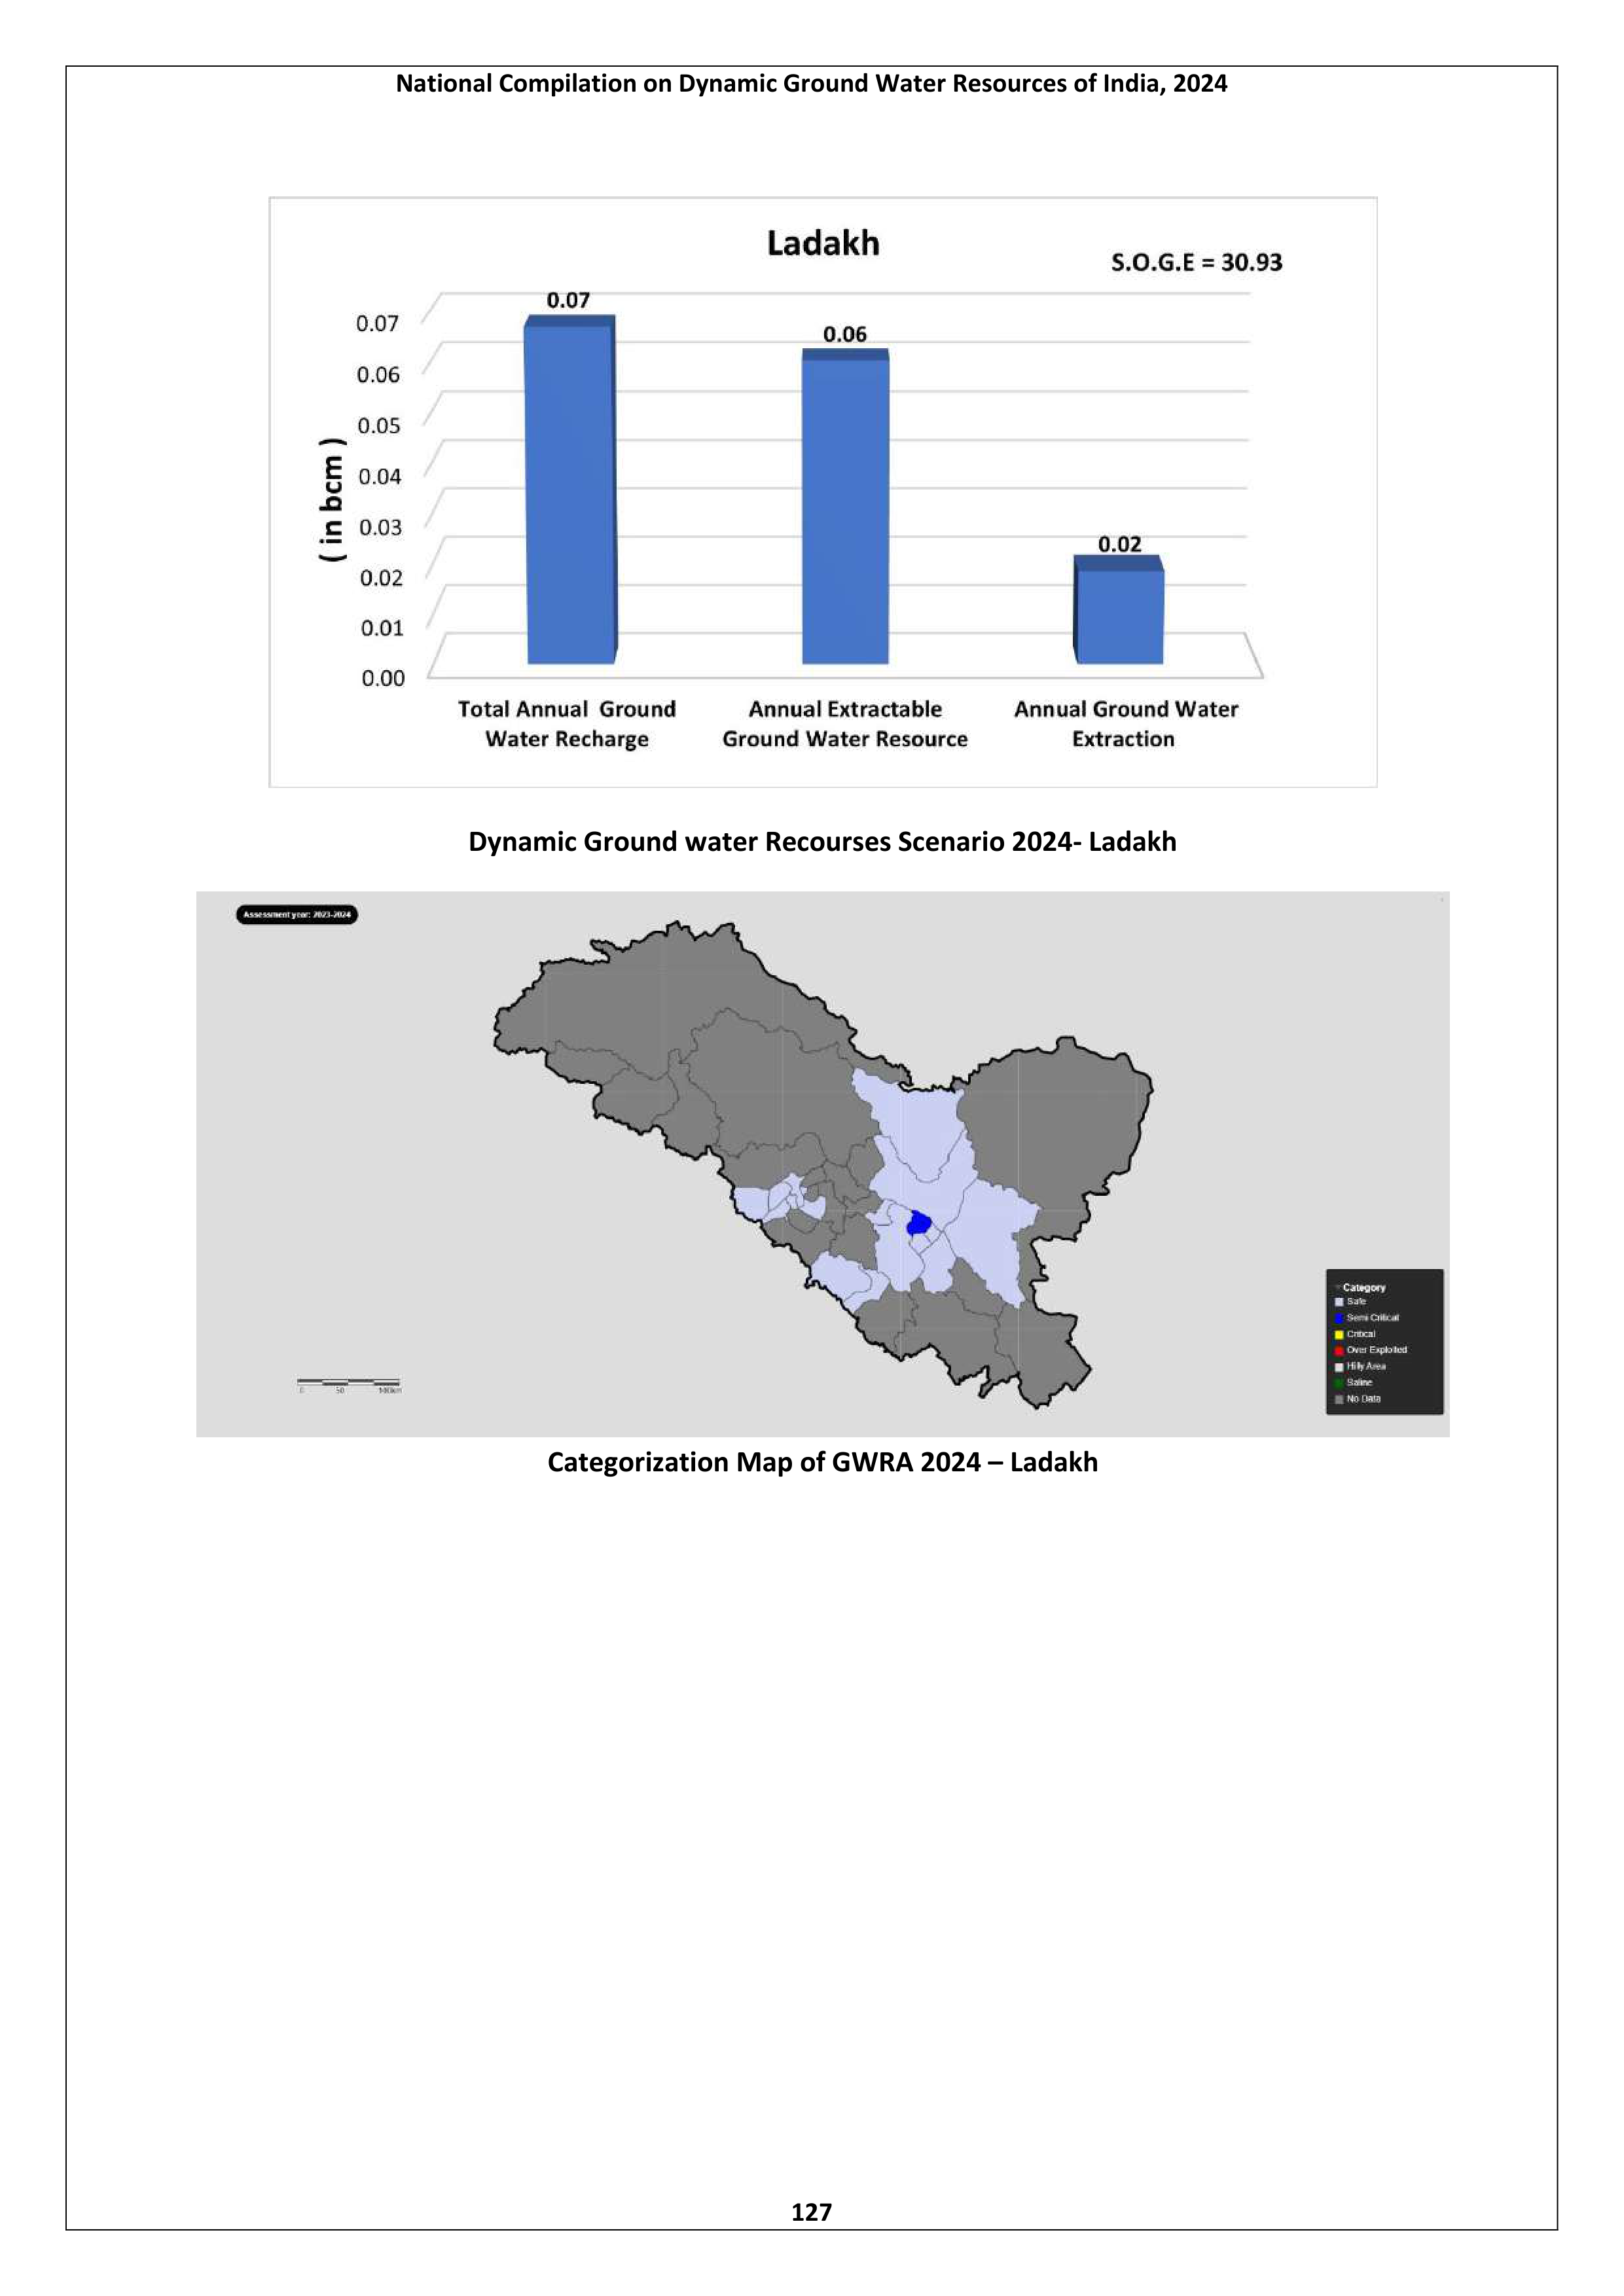 National Compilation on Dynamic Ground Water Resources of India, 2024
Ladakh
S.O.G.E = 30.93
0.07
0.06
0.02
0.07
0.06
0.05
0.04
0.03
0.02
0.01
0.00
( in bcm )
Total Annual Ground
Water Recharge
Annual Extractable
Ground Water Resource
Annual Ground Water
Extraction
Dynamic Ground water Recourses Scenario 2024- Ladakh
Assessment year: 2023-2024
Category
Safe
Semi Critical
Critical
Over Exploited
Hilly Area
Saline
No Data
0 50 100km
Categorization Map of GWRA 2024 – Ladakh
127